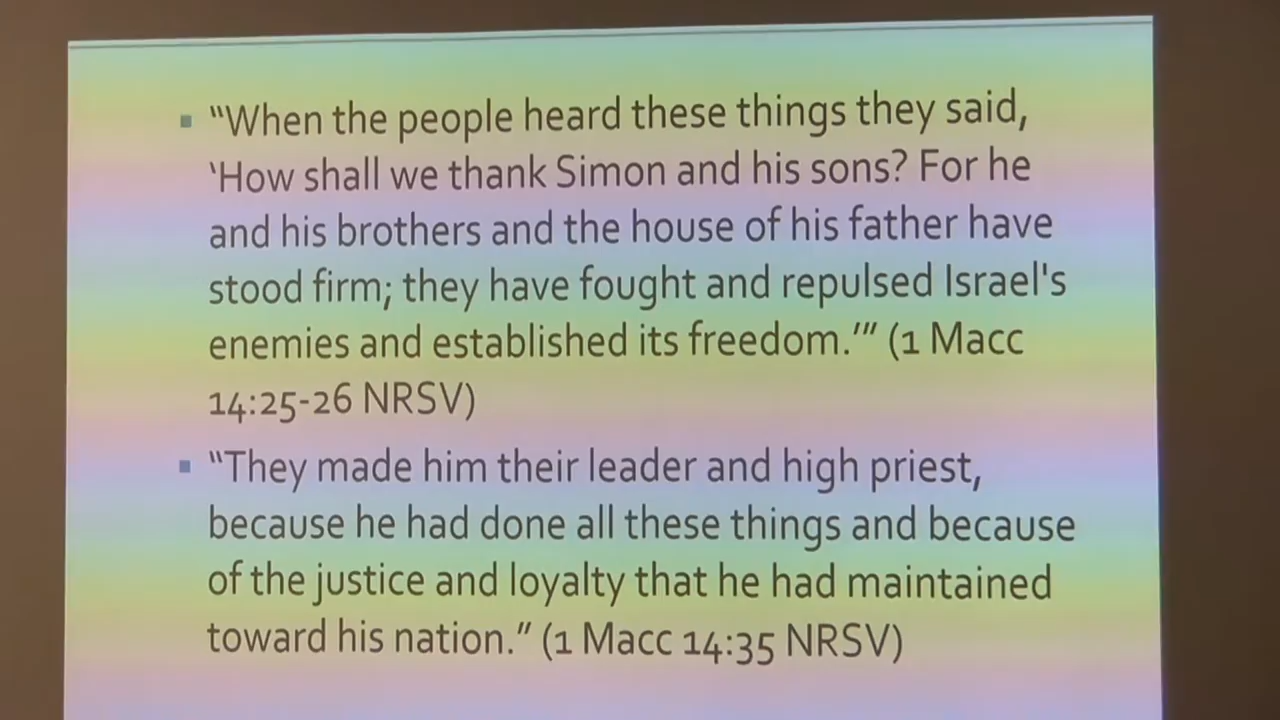 ▪ “When the people heard these things they said,
‘How shall we thank Simon and his sons? For he
and his brothers and the house of his father have
stood firm; they have fought and repulsed Israel's
enemies and established its freedom.’” (1 Macc
14:25-26 NRSV)
▪ “They made him their leader and high priest,
because he had done all these things and because
of the justice and loyalty that he had maintained
toward his nation.” (1 Macc 14:35 NRSV)